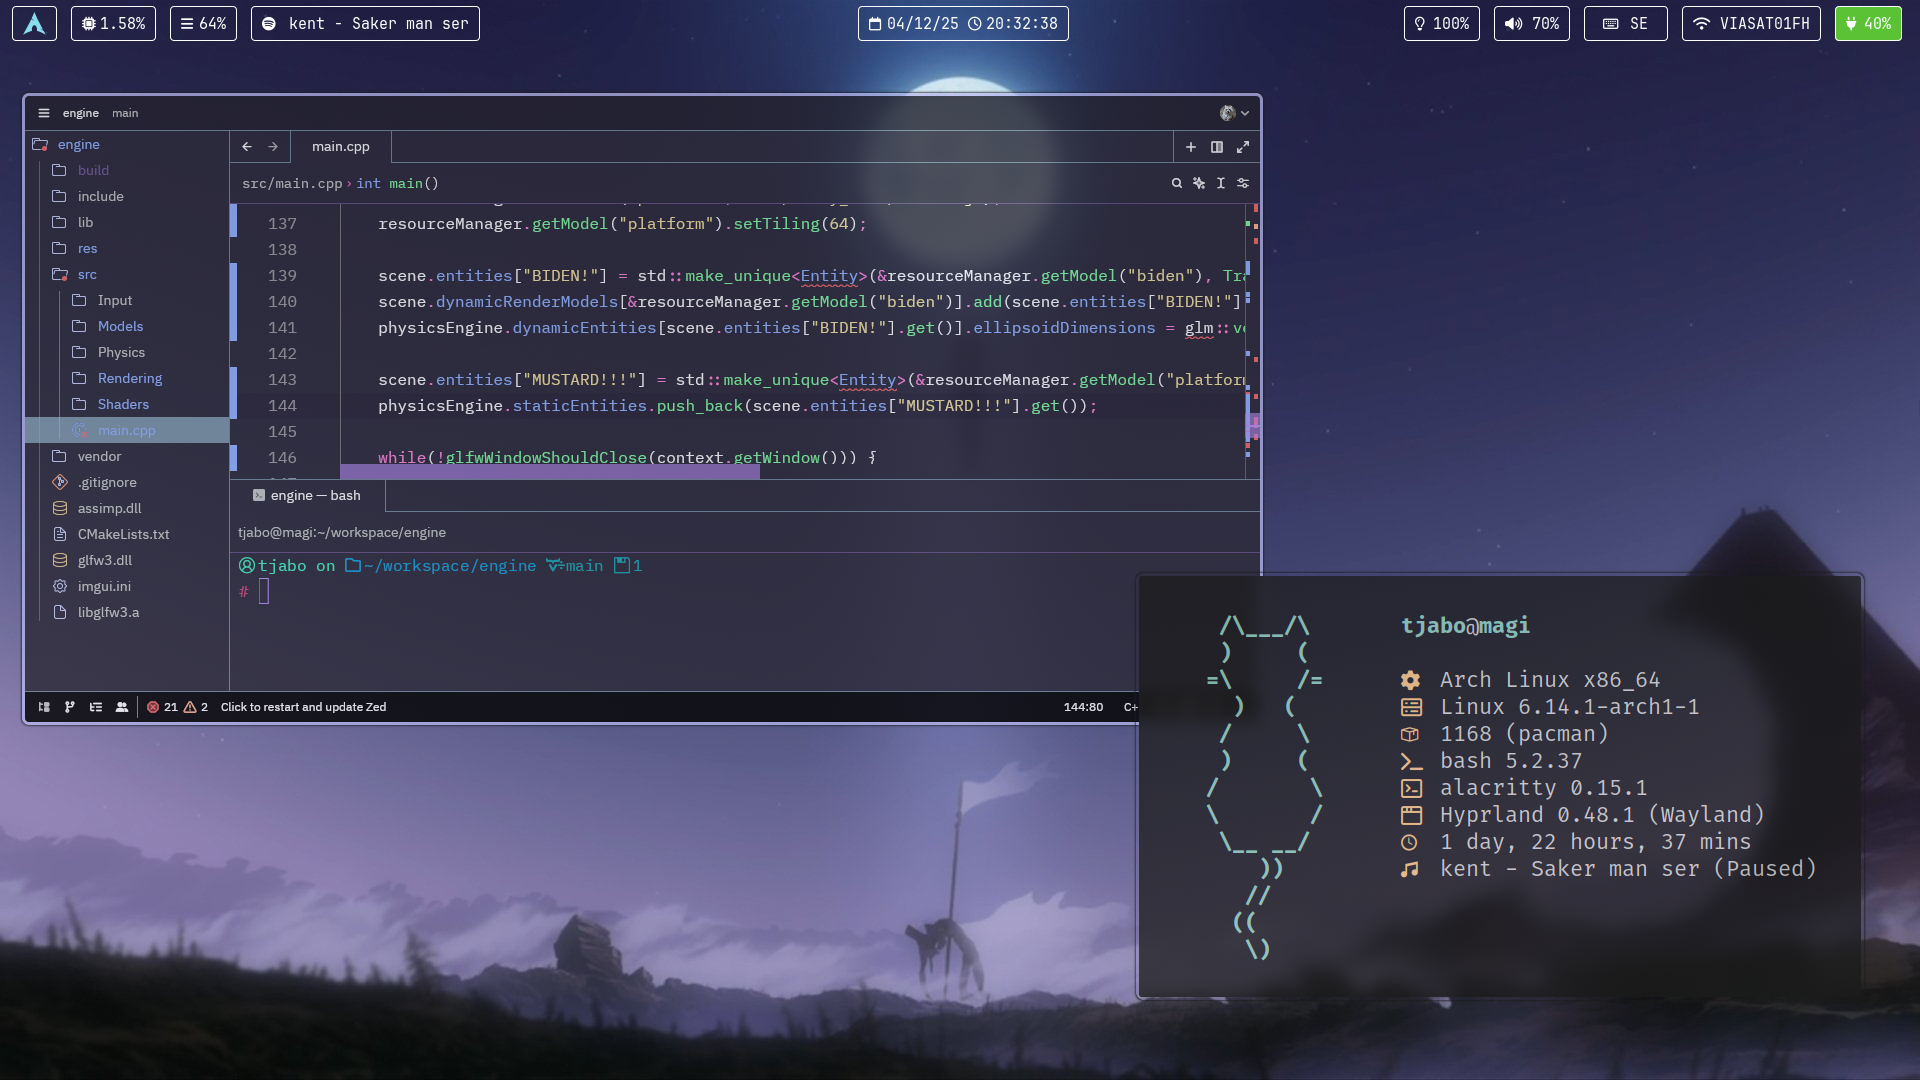 1.58%
64%
kent - Saker man ser
04/12/25 20:32:38
100%
70%
SE
VIASAT01FH
40%
engine main
engine
build
include
lib
res
src
Input
Models
Physics
Rendering
Shaders
main.cpp
vendor
.gitignore
assimp.dll
CMakeLists.txt
glfw3.dll
imgui.ini
libglfw3.a
main.cpp
src/main.cpp › int main()
137 resourceManager.getModel("platform").setTiling(64);
138
139 scene.entities["BIDEN!"] = std::make_unique<Entity>(&resourceManager.getModel("biden"), Tra
140 scene.dynamicRenderModels[&resourceManager.getModel("biden")].add(scene.entities["BIDEN!"]
141 physicsEngine.dynamicEntities[scene.entities["BIDEN!"].get()].ellipsoidDimensions = glm::ve
142
143 scene.entities["MUSTARD!!!"] = std::make_unique<Entity>(&resourceManager.getModel("platform
144 physicsEngine.staticEntities.push_back(scene.entities["MUSTARD!!!"].get());
145
146 while(!glfwWindowShouldClose(context.getWindow())) {
engine — bash
tjabo@magi:~/workspace/engine
tjabo on ~/workspace/engine main 1
#
21 2 Click to restart and update Zed
144:80 C+
/\___/\
)     (
=\     /=
)   (
/     \
)     (
/       \
\       /
\__ __/
))
//
((
\)
tjabo@magi
Arch Linux x86_64
Linux 6.14.1-arch1-1
1168 (pacman)
bash 5.2.37
alacritty 0.15.1
Hyprland 0.48.1 (Wayland)
1 day, 22 hours, 37 mins
kent - Saker man ser (Paused)